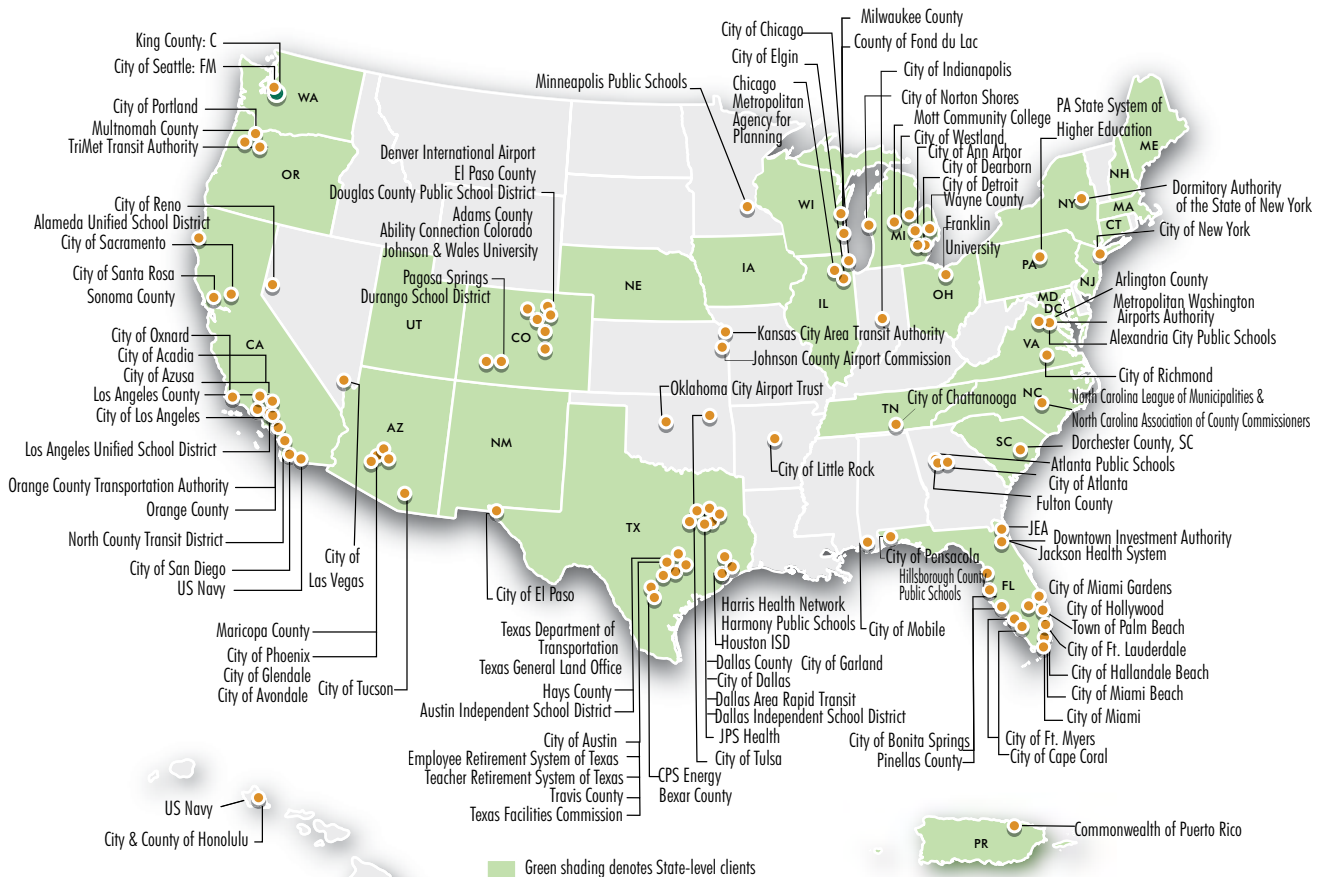 King County: C
City of Seattle: FM
City of Portland
Multnomah County
TriMet Transit Authority
City of Reno
Alameda Unified School District
City of Sacramento
City of Santa Rosa
Sonoma County
City of Oxnard
City of Acadia
City of Azusa
Los Angeles County
City of Los Angeles
Los Angeles Unified School District
Orange County Transportation Authority
Orange County
North County Transit District
City of San Diego
US Navy
City of
Las Vegas
Maricopa County
City of Phoenix
City of Glendale
City of Avondale
City of Tucson
Denver International Airport
El Paso County
Douglas County Public School District
Adams County
Ability Connection Colorado
Johnson & Wales University
Pagosa Springs
Durango School District
Minneapolis Public Schools
City of Chicago
City of Elgin
Chicago
Metropolitan
Agency for
Planning
Milwaukee County
County of Fond du Lac
City of Indianapolis
City of Norton Shores
Mott Community College
City of Westland
City of Ann Arbor
City of Dearborn
City of Detroit
Wayne County
Franklin
University
PA State System of
Higher Education
Dormitory Authority
of the State of New York
City of New York
Arlington County
Metropolitan Washington
Airports Authority
Alexandria City Public Schools
City of Richmond
North Carolina League of Municipalities &
North Carolina Association of County Commissioners
Dorchester County, SC
Atlanta Public Schools
City of Atlanta
Fulton County
JEA
Downtown Investment Authority
Jackson Health System
Kansas City Area Transit Authority
Johnson County Airport Commission
Oklahoma City Airport Trust
City of Chattanooga
City of Little Rock
City of El Paso
Texas Department of
Transportation
Texas General Land Office
Hays County
Austin Independent School District
City of Austin
Employee Retirement System of Texas
Teacher Retirement System of Texas
Travis County
Texas Facilities Commission
CPS Energy
Bexar County
Harris Health Network
Harmony Public Schools
Houston ISD
Dallas County
City of Garland
City of Dallas
Dallas Area Rapid Transit
Dallas Independent School District
JPS Health
City of Tulsa
City of Mobile
City of Pensacola
Hillsborough County
Public Schools
City of Miami Gardens
City of Hollywood
Town of Palm Beach
City of Ft. Lauderdale
City of Hallandale Beach
City of Miami Beach
City of Miami
City of Ft. Myers
City of Cape Coral
City of Bonita Springs
Pinellas County
US Navy
City & County of Honolulu
Commonwealth of Puerto Rico
WA
OR
CA
UT
AZ
NM
CO
NE
IA
TX
WI
IL
MI
OH
TN
NC
SC
FL
VA
DC
MD
PA
NJ
NY
CT
MA
NH
ME
PR
Green shading denotes State-level clients